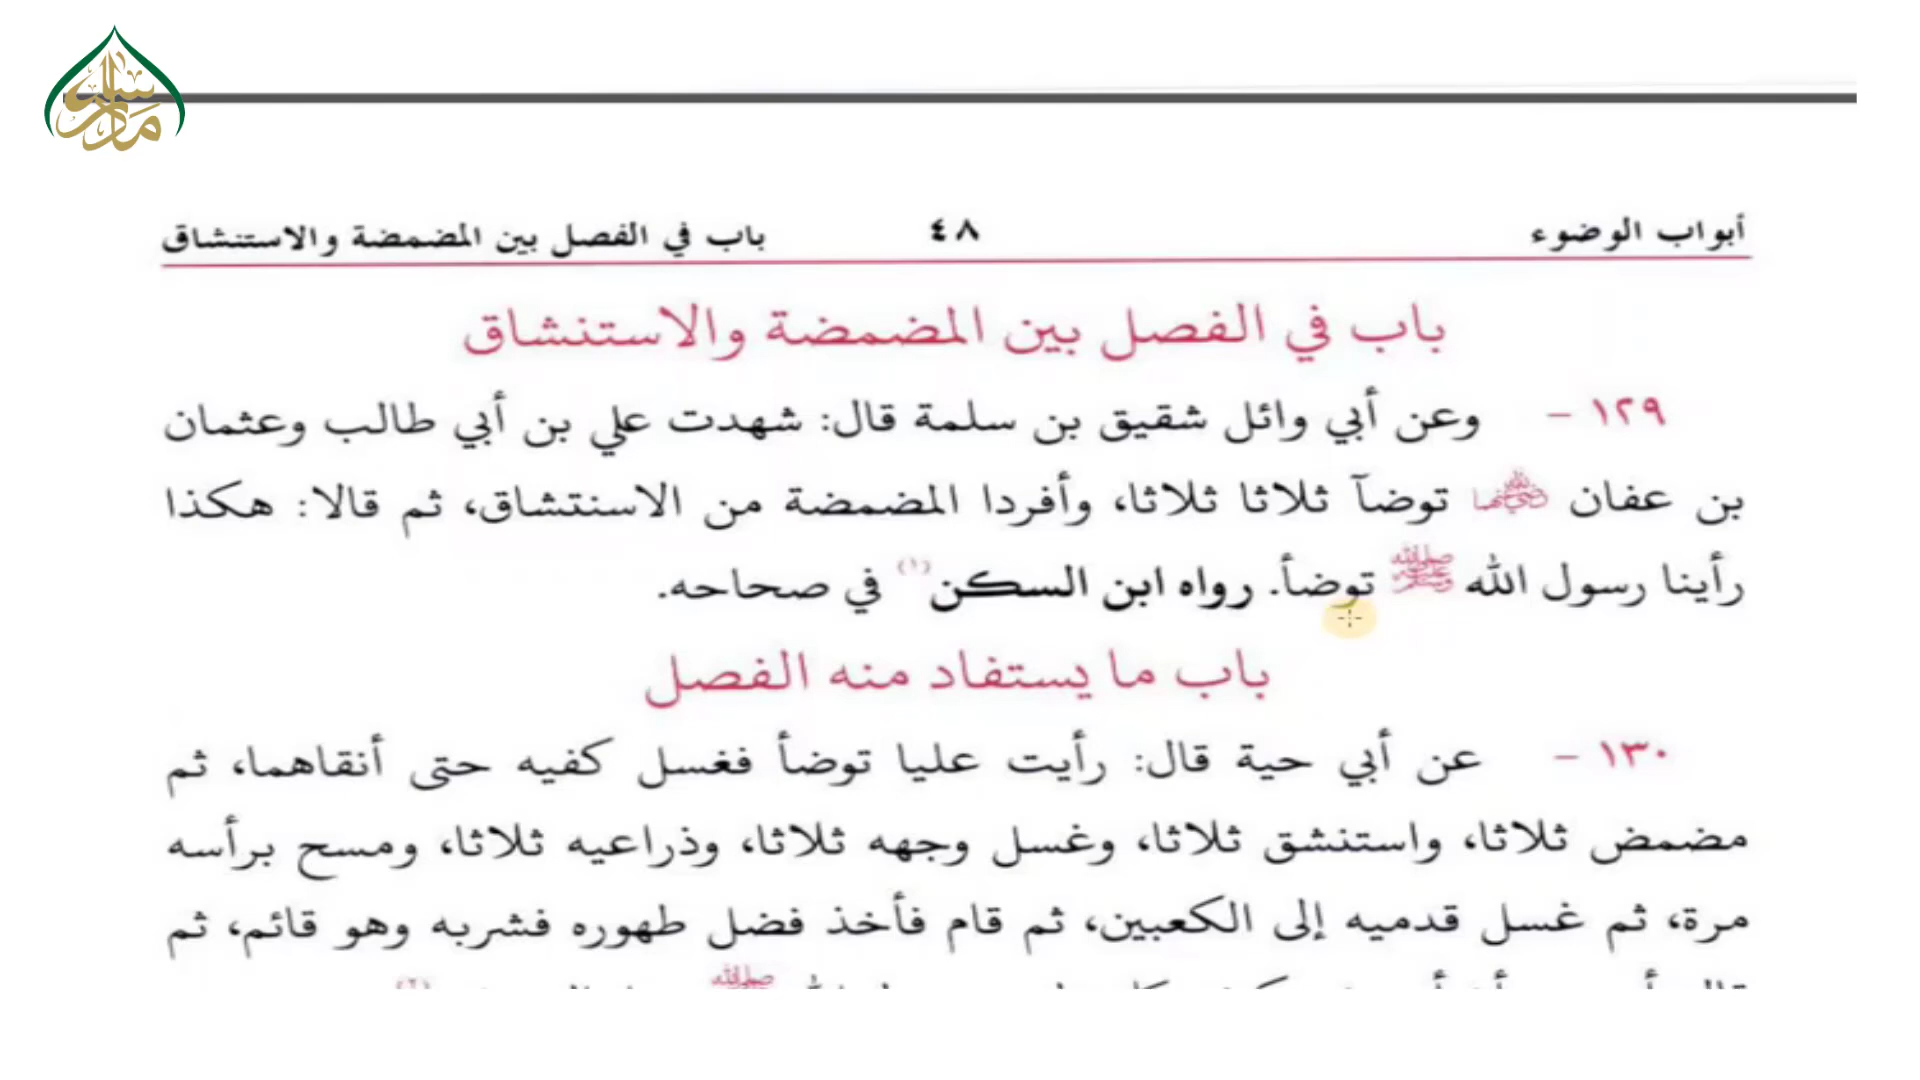 أبواب الوضوء ٤٨ باب في الفصل بين المضمضة والاستنشاق
باب في الفصل بين المضمضة والاستنشاق
١٢٩ – وعن أبي وائل شقيق بن سلمة قال: شهدت علي بن أبي طالب وعثمان
بن عفان رضي الله عنهما توضآ ثلاثا ثلاثا، وأفردا المضمضة من الاسنتشاق، ثم قالا: هكذا
رأينا رسول الله ﷺ توضأ. رواه ابن السكن(١) في صحاحه.
باب ما يستفاد منه الفصل
١٣٠ – عن أبي حية قال: رأيت عليا توضأ فغسل كفيه حتى أنقاهما، ثم
مضمض ثلاثا، واستنشق ثلاثا، وغسل وجهه ثلاثا، وذراعيه ثلاثا، ومسح برأسه
مرة، ثم غسل قدميه إلى الكعبين، ثم قام فأخذ فضل طهوره فشربه وهو قائم، ثم